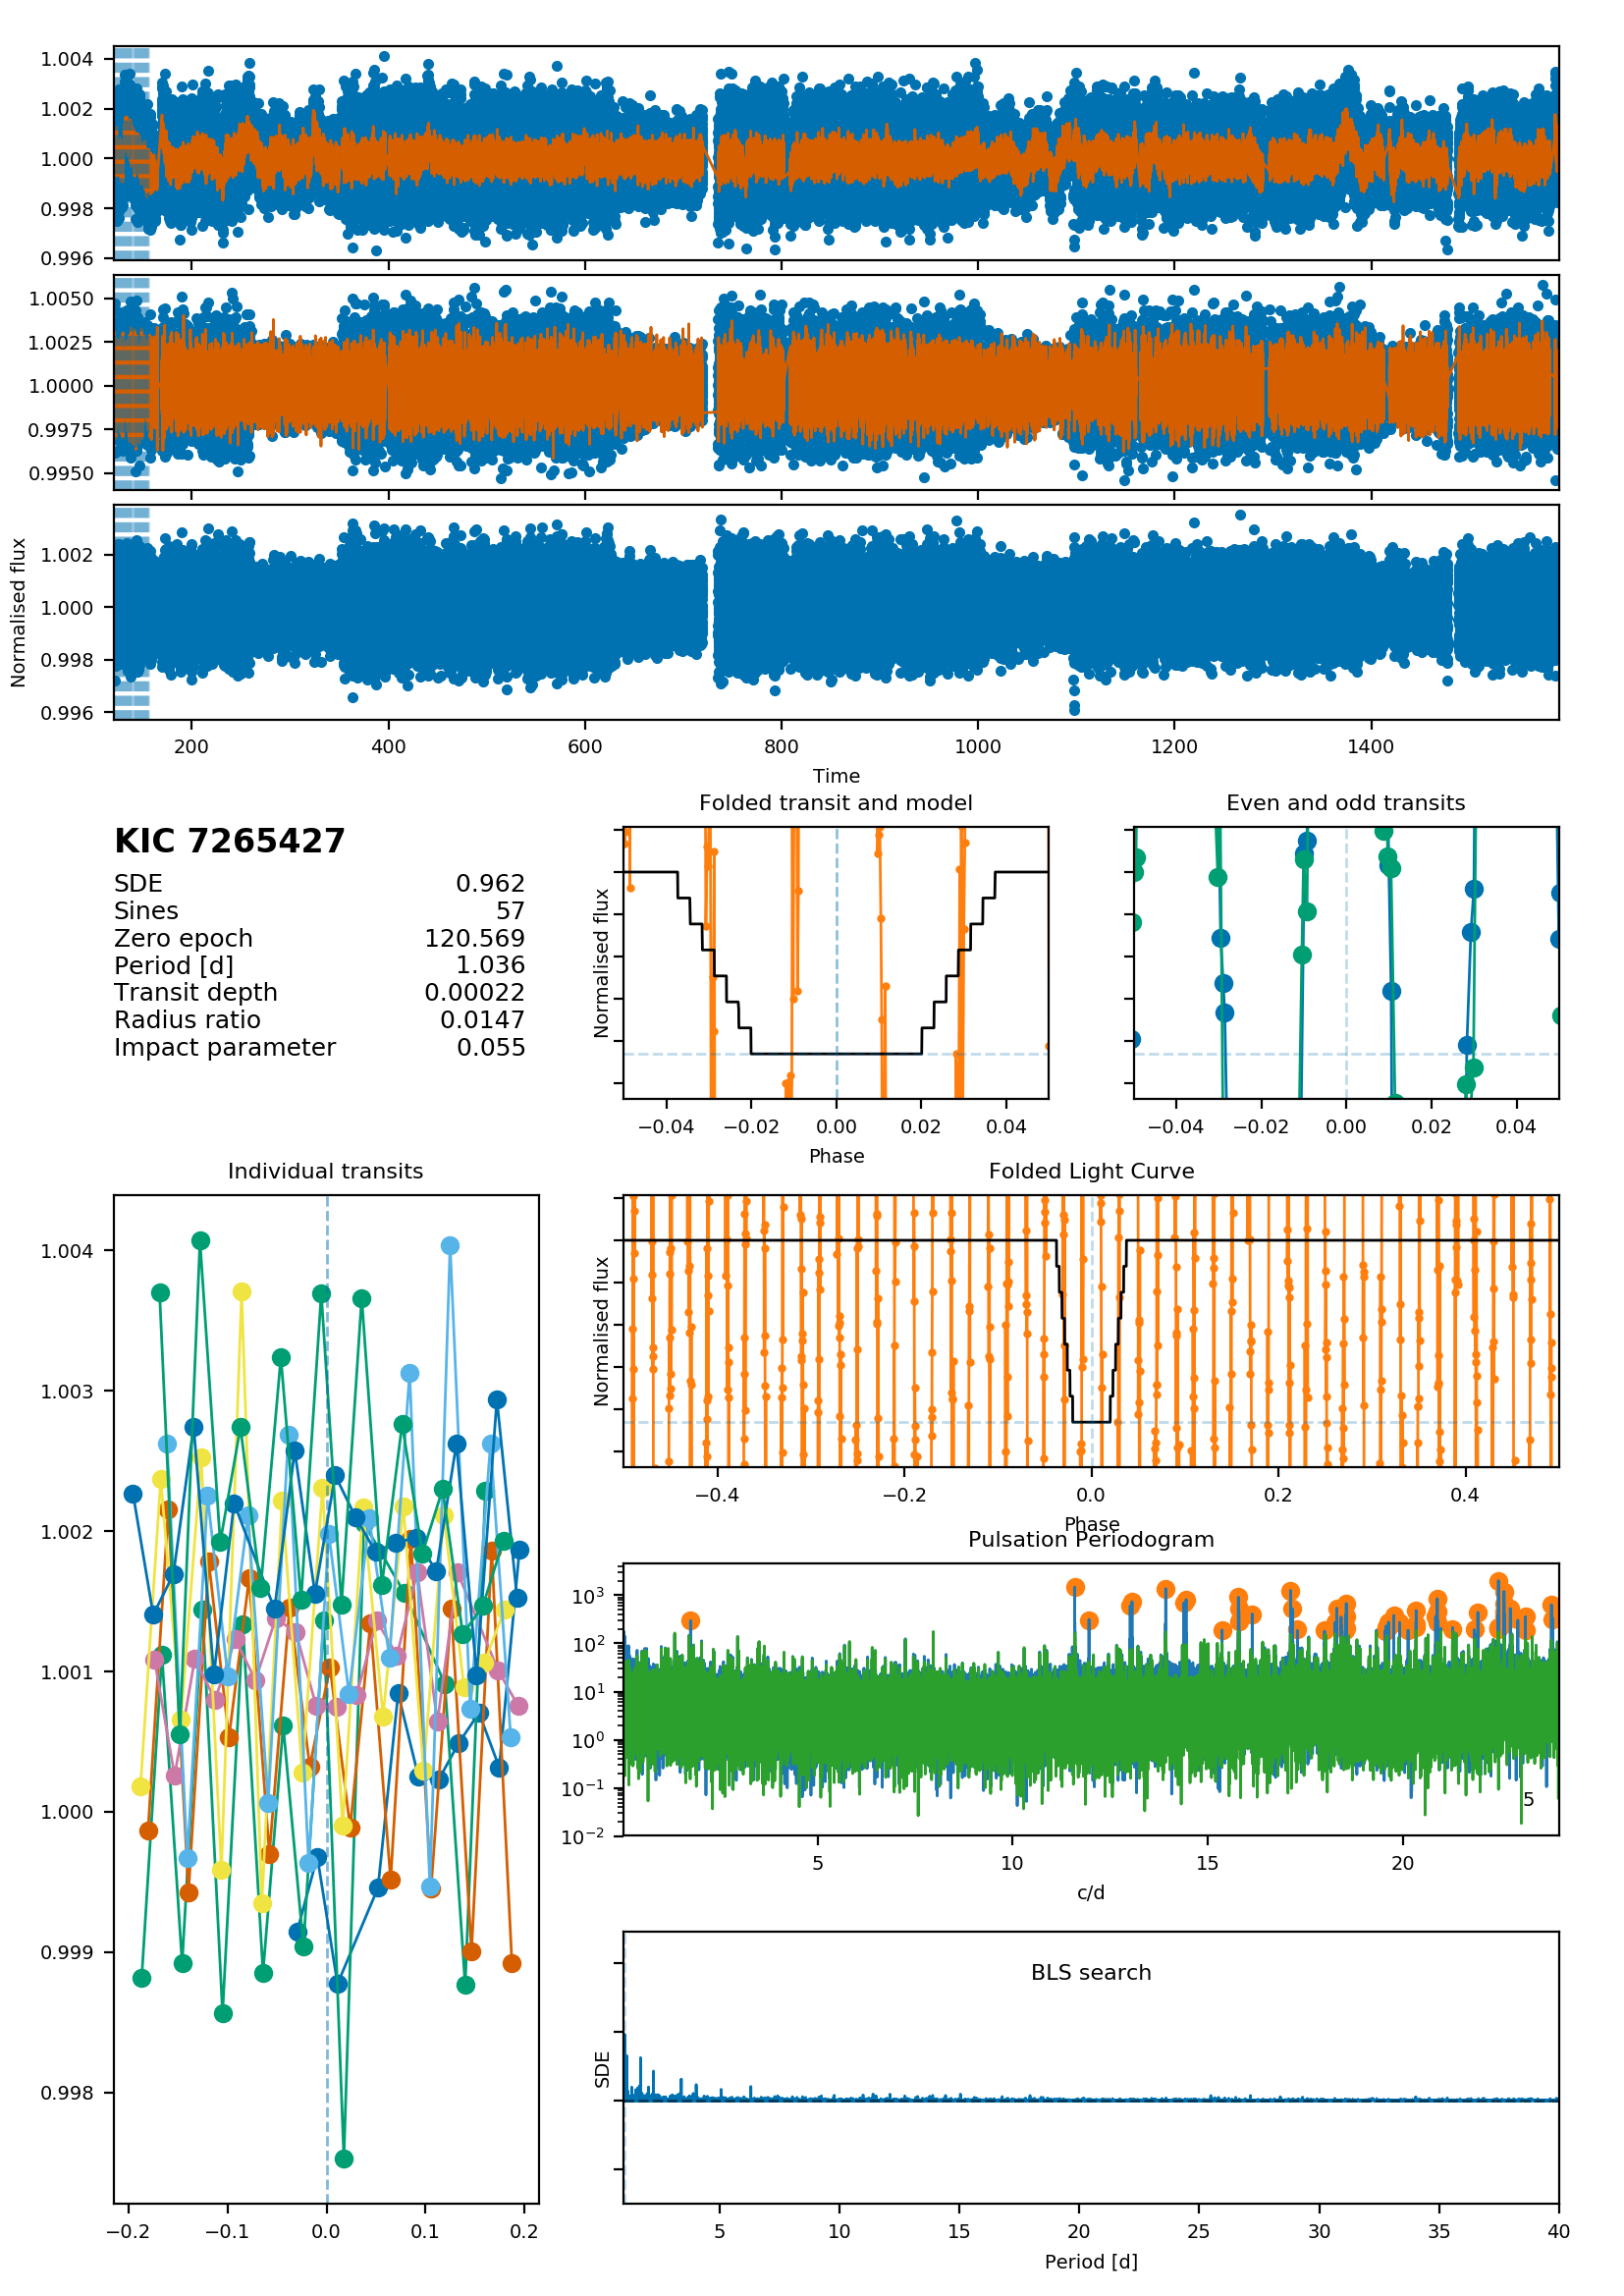 1.004
1.002
1.000
0.998
0.996
1.0050
1.0025
1.0000
0.9975
0.9950
Normalised flux
1.002
1.000
0.998
0.996
200 400 600 800 1000 1200 1400
Time
KIC 7265427
SDE 0.962
Sines 57
Zero epoch 120.569
Period [d] 1.036
Transit depth 0.00022
Radius ratio 0.0147
Impact parameter 0.055
Folded transit and model
Normalised flux
−0.04 −0.02 0.00 0.02 0.04
Phase
Even and odd transits
−0.04 −0.02 0.00 0.02 0.04
Individual transits
1.004
1.003
1.002
1.001
1.000
0.999
0.998
−0.2 −0.1 0.0 0.1 0.2
Folded Light Curve
Normalised flux
−0.4 −0.2 0.0 0.2 0.4
Phase
Pulsation Periodogram
10³
10²
10¹
10⁰
10⁻¹
10⁻²
5
5 10 15 20
c/d
BLS search
SDE
5 10 15 20 25 30 35 40
Period [d]